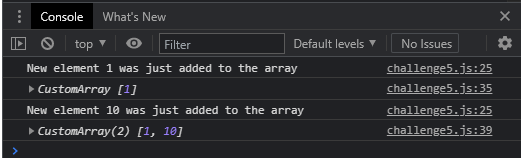 Console What's New
top Filter Default levels No Issues
New element 1 was just added to the array challenge5.js:25
CustomArray [1] challenge5.js:35
New element 10 was just added to the array challenge5.js:25
CustomArray(2) [1, 10] challenge5.js:39